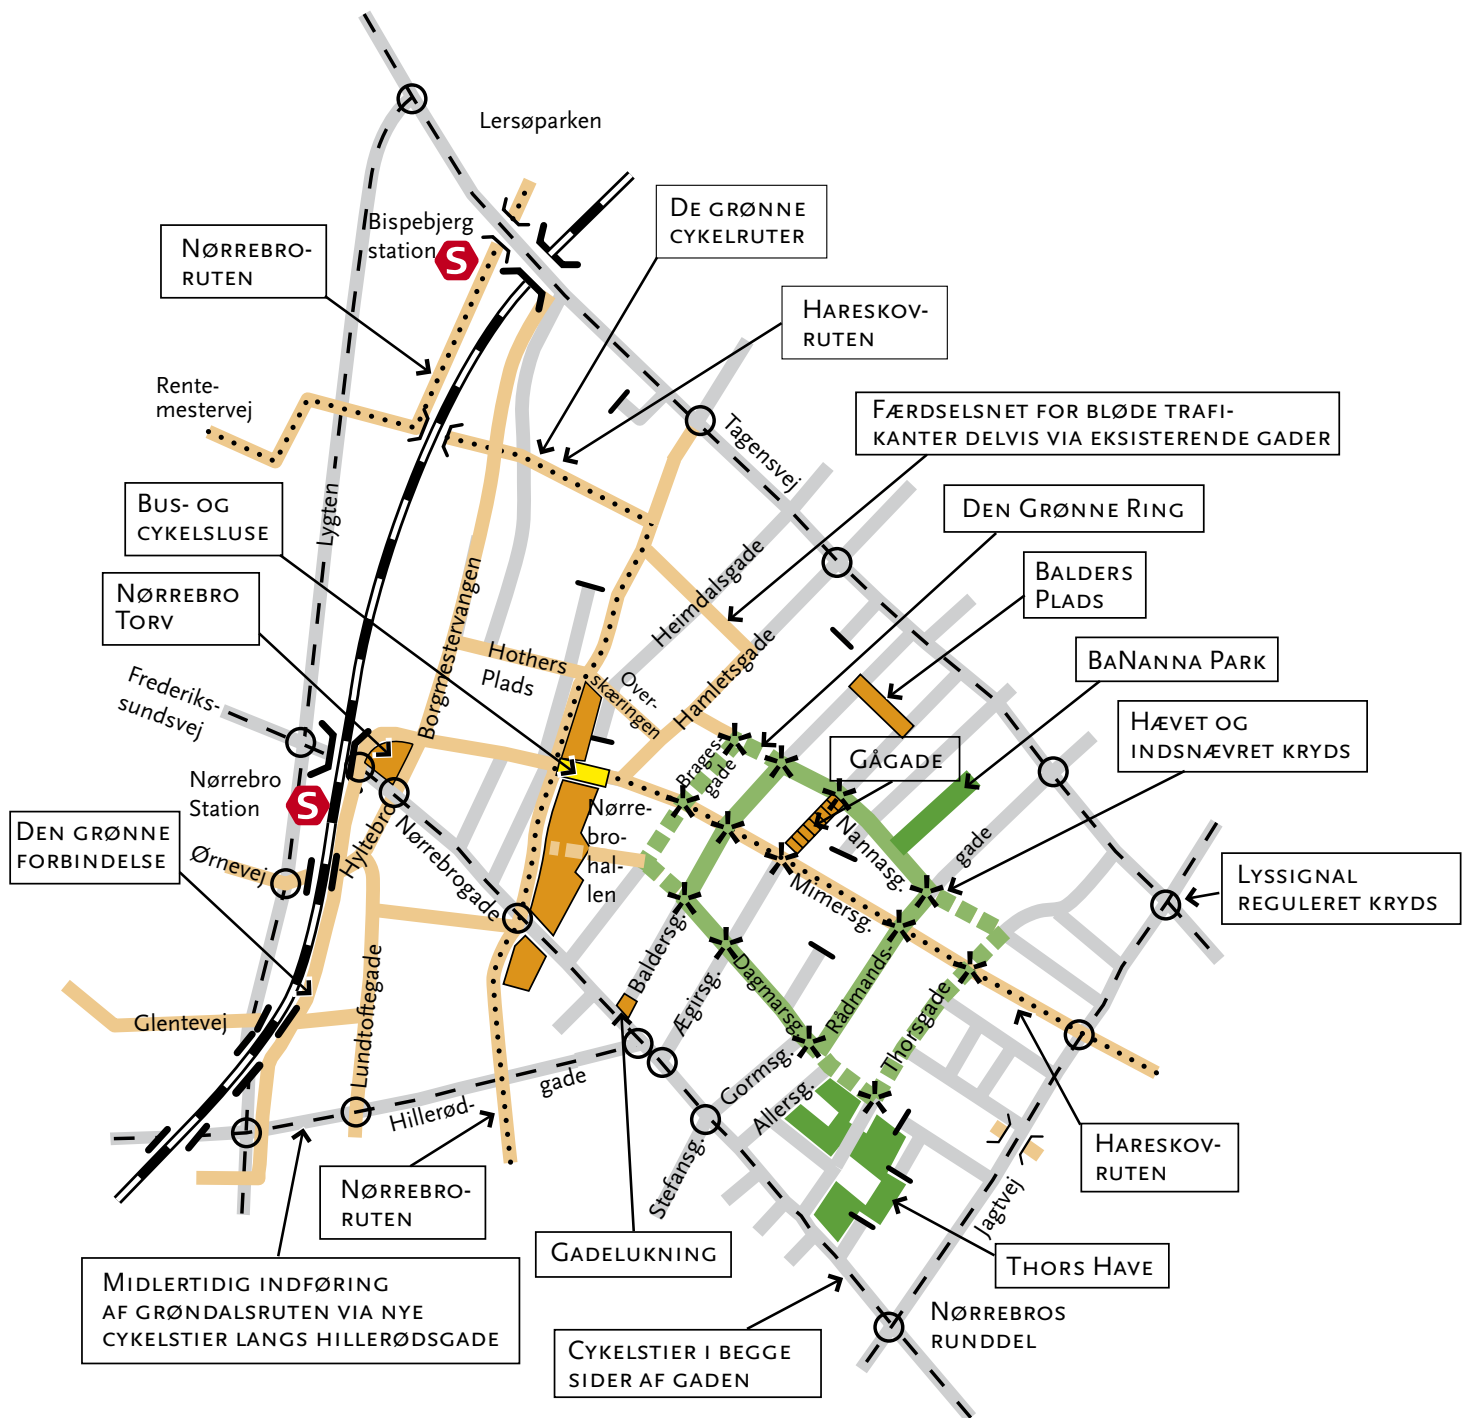 Lersøparken
Bispebjerg
station
S
De grønne
cykelruter
Nørrebro-
ruten
Hareskov-
ruten
Rente-
mestervej
Færdselsnet for bløde trafi-
kanter delvis via eksisterende gader
Tagensvej
Bus- og
cykelsluse
Lygten
Den Grønne Ring
Heimdalsgade
Balders
Plads
Nørrebro
Torv
Borgmestervangen
Hothers
Plads
Over-
skæringen
Hamletsgade
BaNanna Park
Frederiks-
sundsvej
Hævet og
indsnævret kryds
Brages-
gade
Gågade
Nørrebro
Station
S
Hyltebro
Nørrebrogade
Nørre-
bro-
hal-
len
Nannasg.
gade
Den grønne
forbindelse
Ørnevej
Mimersg.
Lyssignal
reguleret kryds
Baldersg.
Ægirsg.
Dagmarsg.
Rådmands-
Thorsgade
Lundtoftegade
Glentevej
Hillerød-
gade
Gormsg.
Allersg.
Stefansg.
Hareskov-
ruten
Jagtvej
Nørrebro-
ruten
Gadelukning
Thors Have
Midlertidig indføring
af Grøndalsruten via nye
cykelstier langs Hillerødsgade
Nørrebros
runddel
Cykelstier i begge
sider af gaden